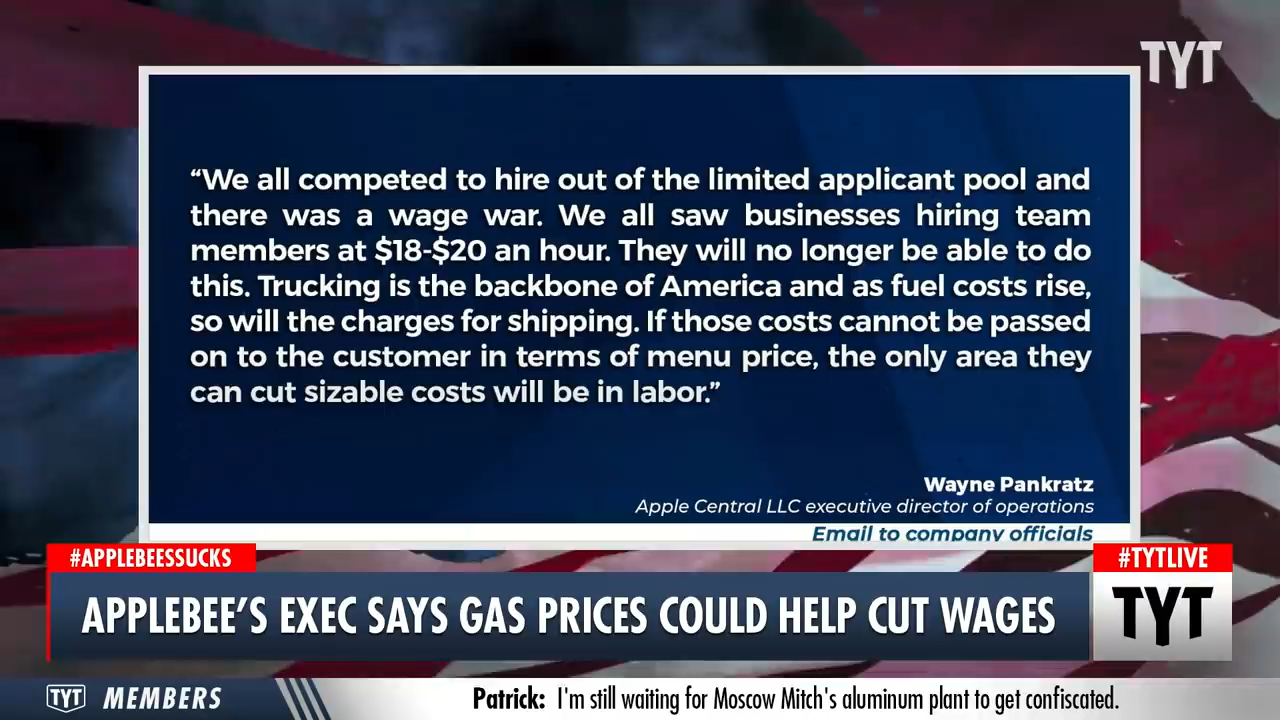 TYT
“We all competed to hire out of the limited applicant pool and
there was a wage war. We all saw businesses hiring team
members at $18-$20 an hour. They will no longer be able to do
this. Trucking is the backbone of America and as fuel costs rise,
so will the charges for shipping. If those costs cannot be passed
on to the customer in terms of menu price, the only area they
can cut sizable costs will be in labor.”
Wayne Pankratz
Apple Central LLC executive director of operations
Email to company officials
#APPLEBEESSUCKS
#TYTLIVE
APPLEBEE’S EXEC SAYS GAS PRICES COULD HELP CUT WAGES
TYT
TYT MEMBERS
Patrick: I'm still waiting for Moscow Mitch's aluminum plant to get confiscated.